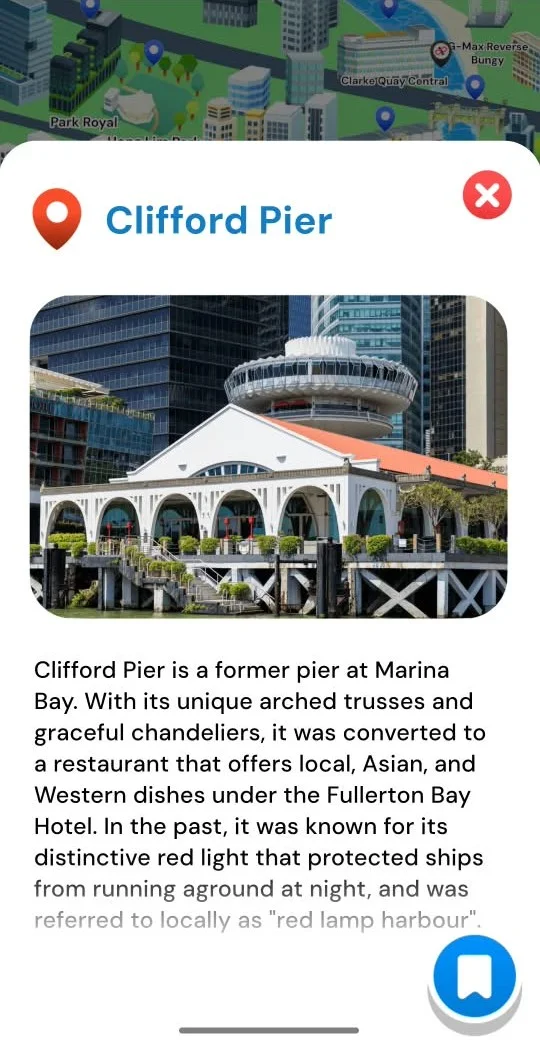 G-Max Reverse
Bungy
Clarke Quay Central
Park Royal
Hong Lim Park
Clifford Pier
Clifford Pier is a former pier at Marina
Bay. With its unique arched trusses and
graceful chandeliers, it was converted to
a restaurant that offers local, Asian, and
Western dishes under the Fullerton Bay
Hotel. In the past, it was known for its
distinctive red light that protected ships
from running aground at night, and was
referred to locally as "red lamp harbour".